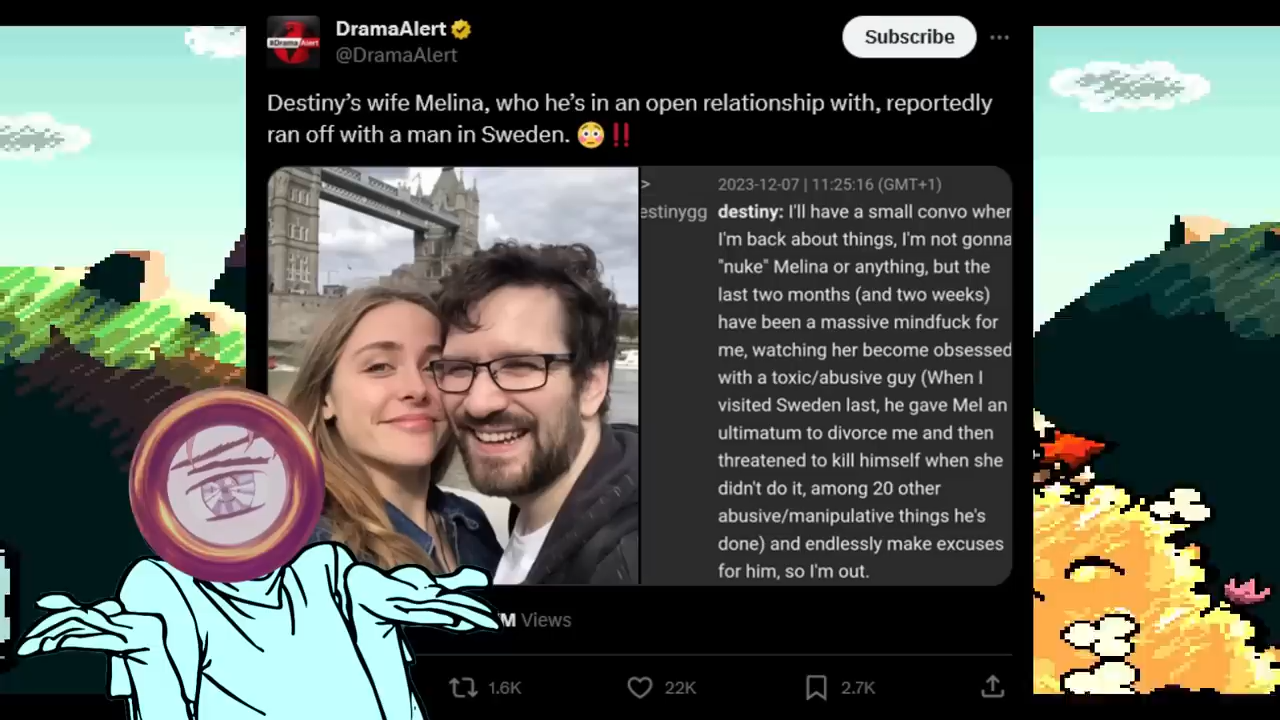 DramaAlert
Subscribe
@DramaAlert
Destiny’s wife Melina, who he’s in an open relationship with, reportedly
ran off with a man in Sweden. 😳‼️
#DramaAlert
>
2023-12-07 | 11:25:16 (GMT+1)
estinygg
destiny: I'll have a small convo when
I'm back about things, I'm not gonna
"nuke" Melina or anything, but the
last two months (and two weeks)
have been a massive mindfuck for
me, watching her become obsessed
with a toxic/abusive guy (When I
visited Sweden last, he gave Mel an
ultimatum to divorce me and then
threatened to kill himself when she
didn't do it, among 20 other
abusive/manipulative things he's
done) and endlessly make excuses
for him, so I'm out.
M Views
1.6K
22K
2.7K